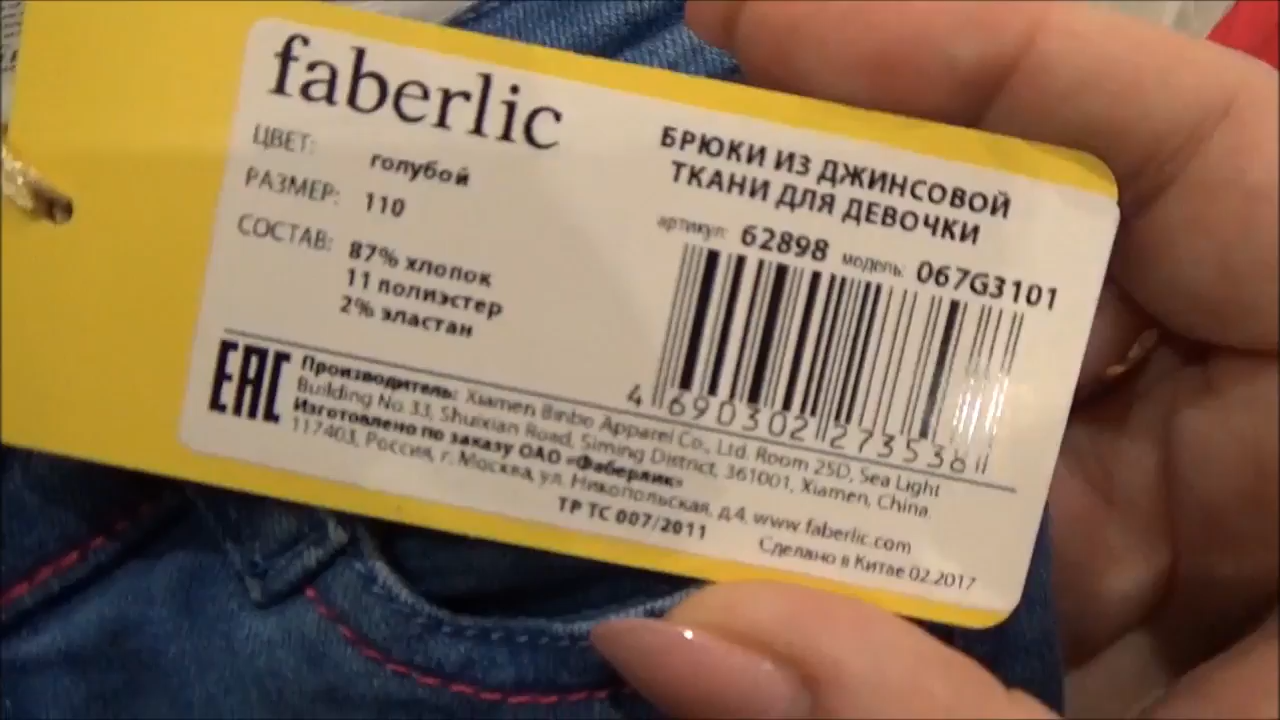 faberlic
ЦВЕТ: голубой
РАЗМЕР: 110
СОСТАВ: 87% хлопок
11 полиэстер
2% эластан
БРЮКИ ИЗ ДЖИНСОВОЙ
ТКАНИ ДЛЯ ДЕВОЧКИ
артикул: 62898 модель: 067G3101
4 690302 273536
EAC
Производитель: Xiamen Binbo Apparel Co., Ltd. Room 25D, Sea Light
Building No.33, Shuixian Road, Siming District, 361001, Xiamen, China.
Изготовлено по заказу ОАО «Фаберлик»
117403, Россия, г. Москва, ул. Никопольская, д.4, www.faberlic.com
ТР ТС 007/2011
Сделано в Китае 02.2017